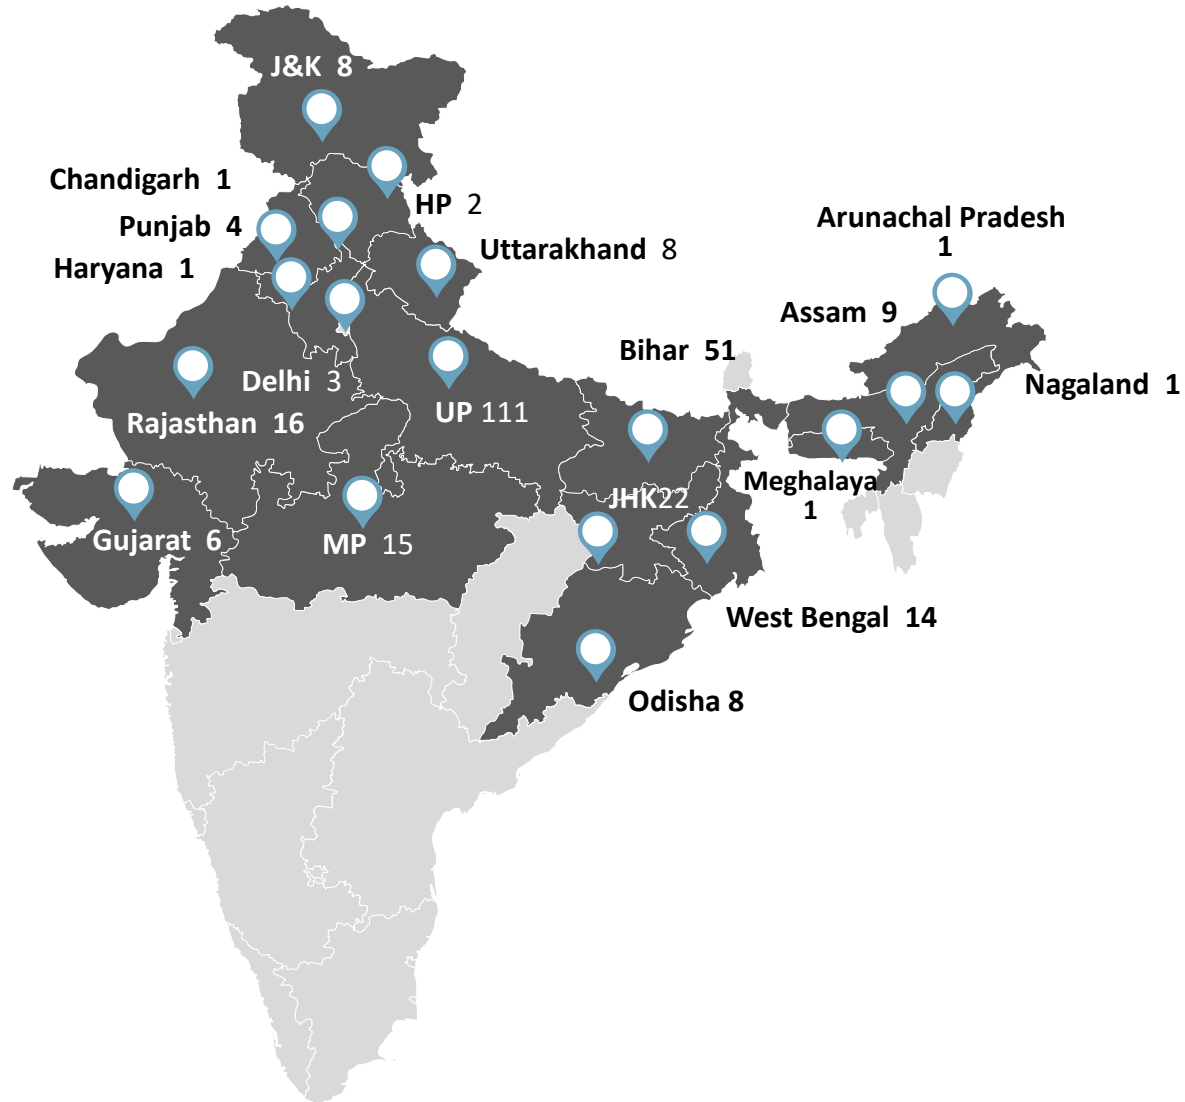 J&K 8
Chandigarh 1
HP 2
Punjab 4
Arunachal Pradesh
1
Uttarakhand 8
Haryana 1
Assam 9
Bihar 51
Delhi 3
Nagaland 1
UP 111
Rajasthan 16
Meghalaya
1
JHK22
Gujarat 6
MP 15
West Bengal 14
Odisha 8